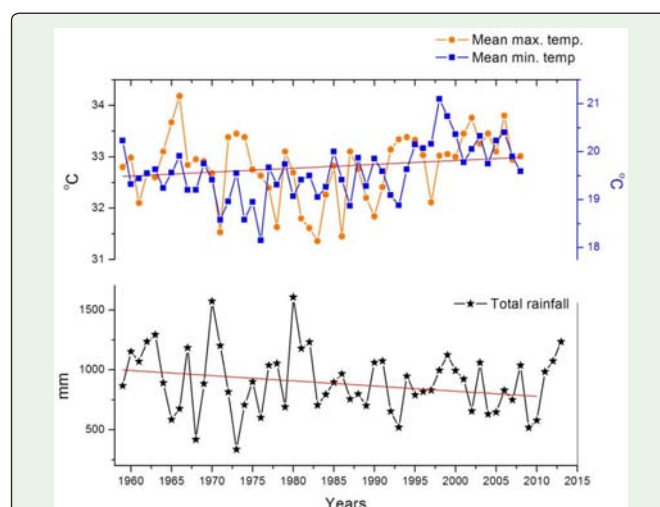 Mean max. temp.
Mean min. temp
34
33
32
31
°C
21
20
19
18
°C
Total rainfall
1500
1000
500
mm
1960 1965 1970 1975 1980 1985 1990 1995 2000 2005 2010 2015
Years